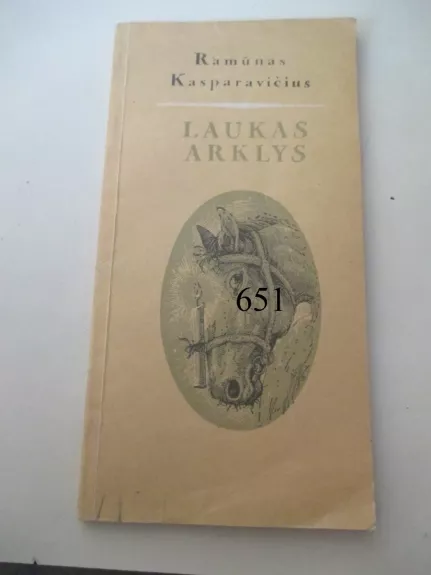 Ramūnas
Kasparavičius
LAUKAS
ARKLYS
651